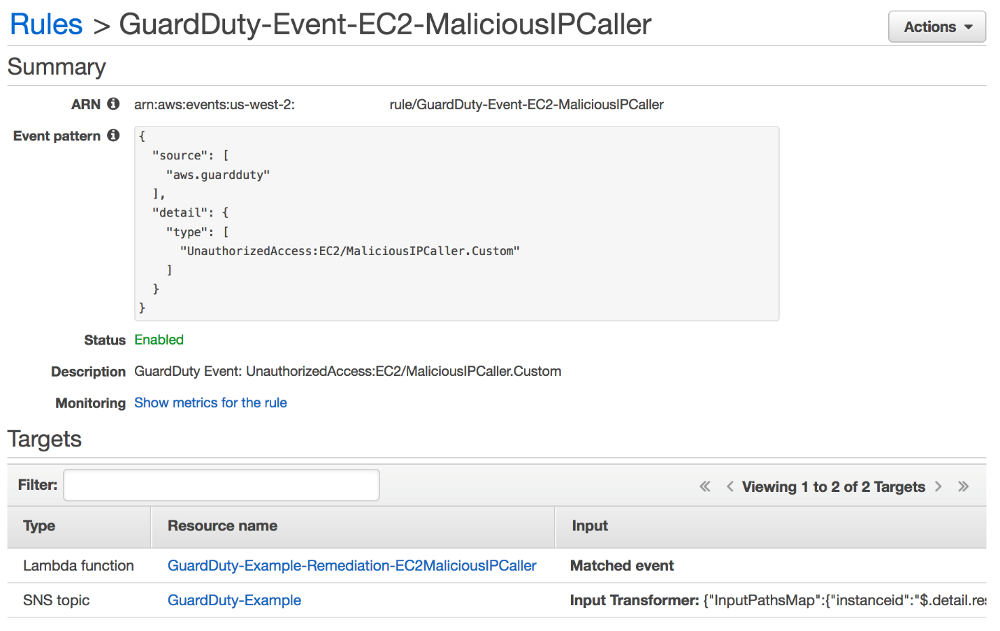 Rules > GuardDuty-Event-EC2-MaliciousIPCaller
Actions
Summary
ARN arn:aws:events:us-west-2: rule/GuardDuty-Event-EC2-MaliciousIPCaller
Event pattern
{
"source": [
"aws.guardduty"
],
"detail": {
"type": [
"UnauthorizedAccess:EC2/MaliciousIPCaller.Custom"
]
}
}
Status Enabled
Description GuardDuty Event: UnauthorizedAccess:EC2/MaliciousIPCaller.Custom
Monitoring Show metrics for the rule
Targets
Filter: « < Viewing 1 to 2 of 2 Targets > »
Type Resource name Input
Lambda function GuardDuty-Example-Remediation-EC2MaliciousIPCaller Matched event
SNS topic GuardDuty-Example Input Transformer: {"InputPathsMap":{"instanceid":"$.detail.res